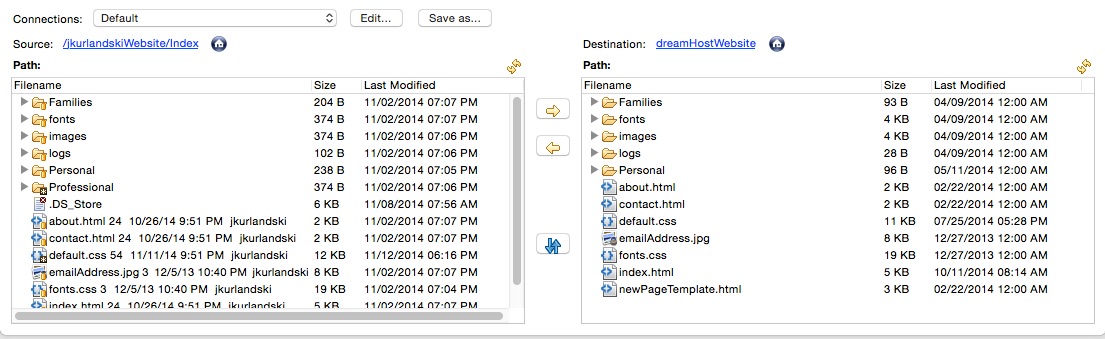 Connections: Default Edit... Save as...
Source: /jkurlandskiWebsite/Index
Path:
Filename Size Last Modified
Families 204 B 11/02/2014 07:07 PM
fonts 374 B 11/02/2014 07:07 PM
images 374 B 11/02/2014 07:06 PM
logs 102 B 11/02/2014 07:06 PM
Personal 238 B 11/02/2014 07:05 PM
Professional 374 B 11/02/2014 07:06 PM
.DS_Store 6 KB 11/08/2014 07:56 AM
about.html 24 10/26/14 9:51 PM jkurlandski 2 KB 11/02/2014 07:07 PM
contact.html 24 10/26/14 9:51 PM jkurlandski 2 KB 11/02/2014 07:07 PM
default.css 54 11/11/14 9:51 PM jkurlandski 12 KB 11/12/2014 06:16 PM
emailAddress.jpg 3 12/5/13 10:40 PM jkurlandski 8 KB 11/02/2014 07:07 PM
fonts.css 3 12/5/13 10:40 PM jkurlandski 19 KB 11/02/2014 07:04 PM
index.html 24 10/26/14 9:51 PM jkurlandski 5 KB 11/02/2014 07:07 PM
Destination: dreamHostWebsite
Path:
Filename Size Last Modified
Families 93 B 04/09/2014 12:00 AM
fonts 4 KB 04/09/2014 12:00 AM
images 4 KB 04/09/2014 12:00 AM
logs 28 B 04/09/2014 12:00 AM
Personal 96 B 05/11/2014 12:00 AM
about.html 2 KB 02/22/2014 12:00 AM
contact.html 2 KB 02/22/2014 12:00 AM
default.css 11 KB 07/25/2014 05:28 PM
emailAddress.jpg 8 KB 12/27/2013 12:00 AM
fonts.css 19 KB 12/27/2013 12:00 AM
index.html 5 KB 10/11/2014 08:14 AM
newPageTemplate.html 3 KB 02/22/2014 12:00 AM